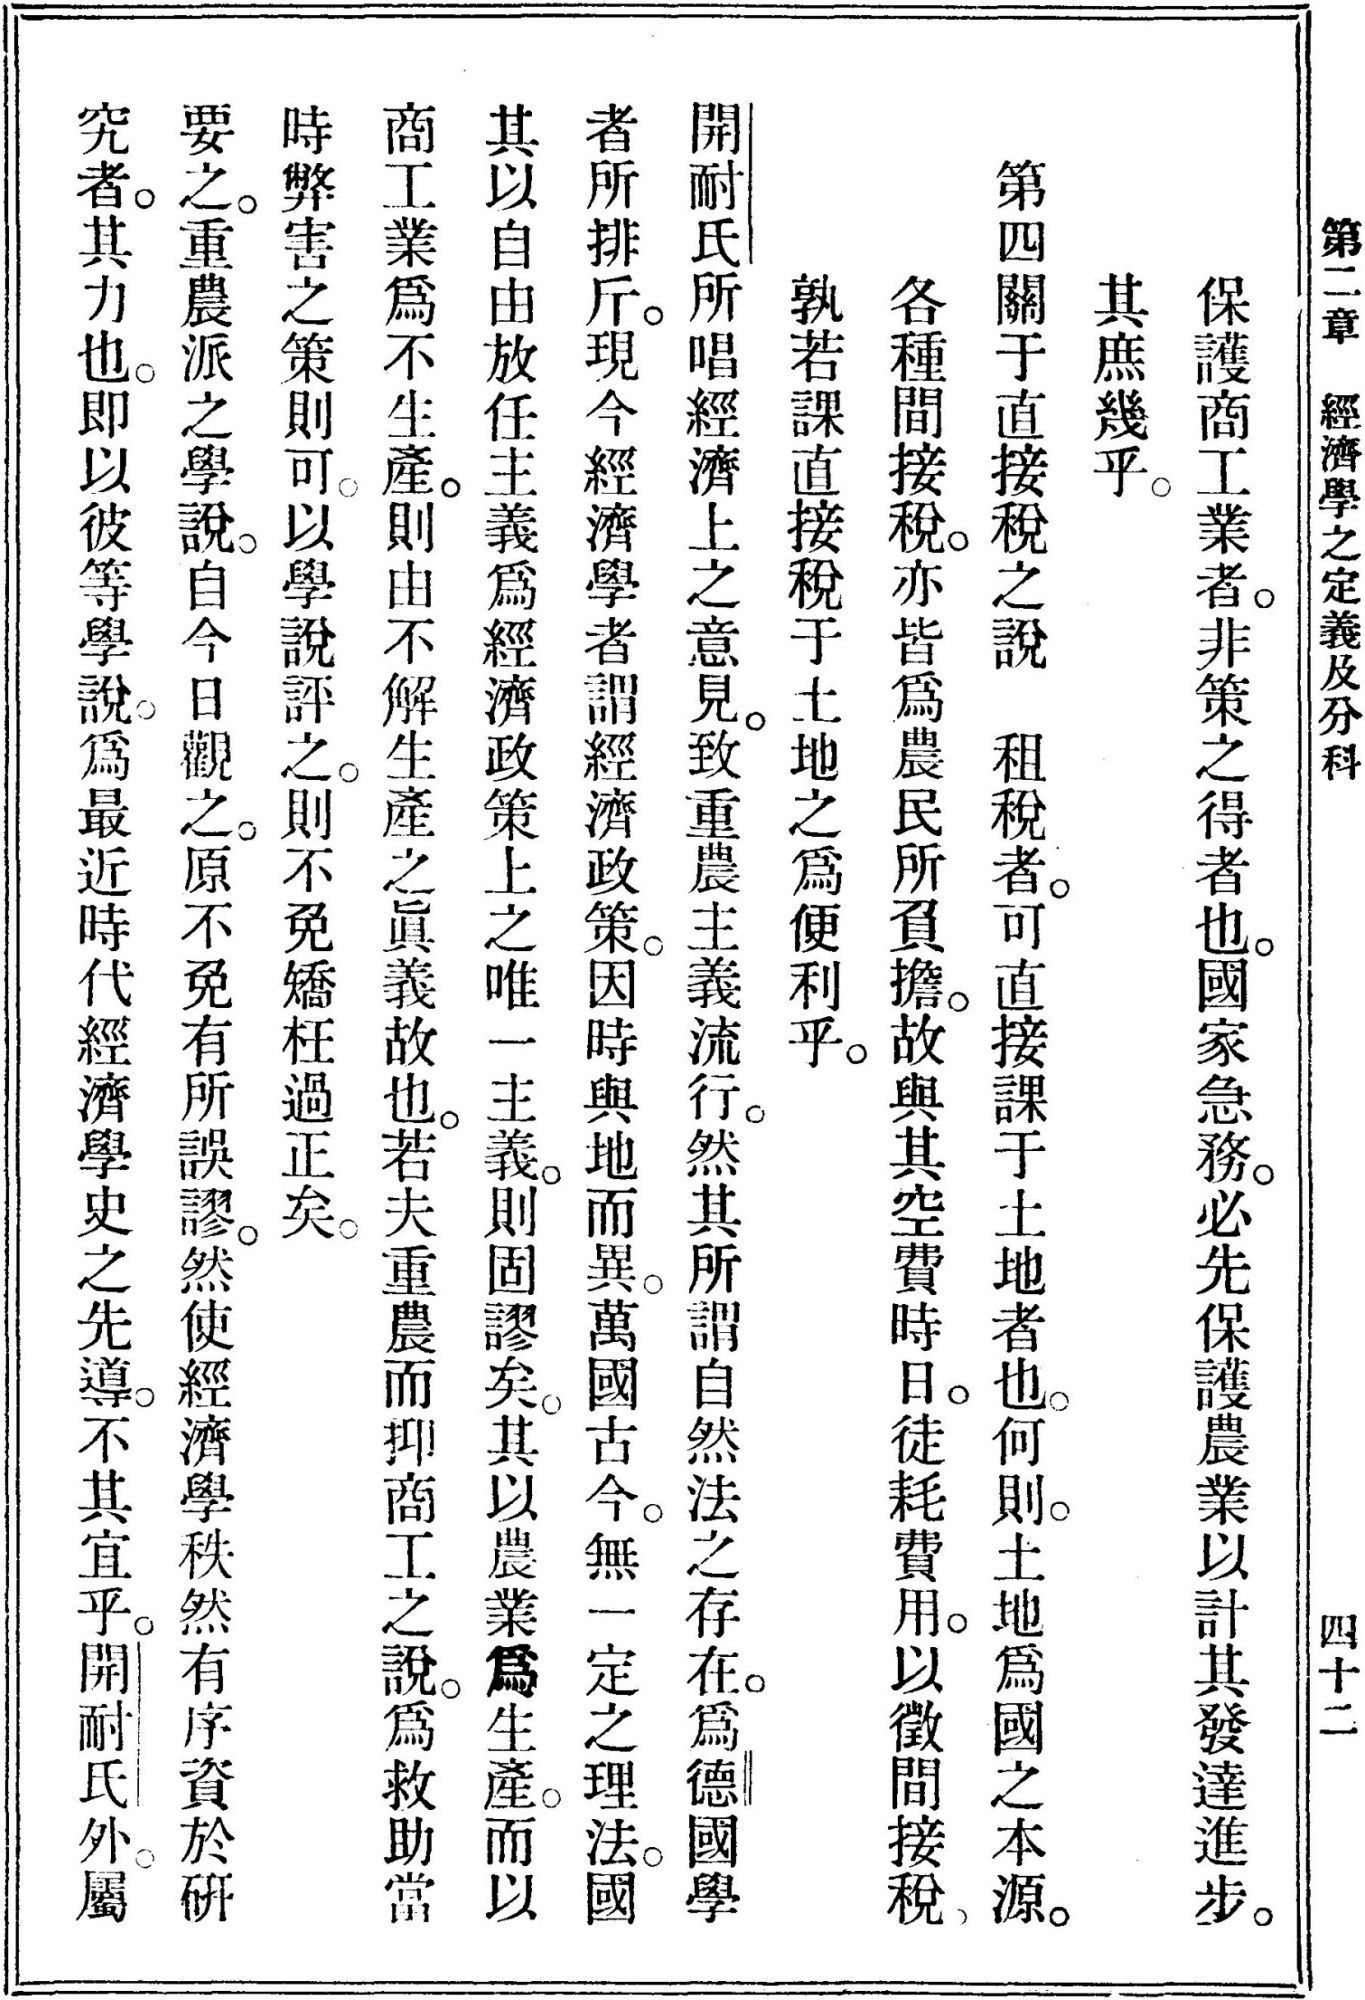 第二章　經濟學之定義及分科　四十二
保護商工業者。非策之得者也。國家急務。必先保護農業以計其發達進步。
其庶幾乎。
第四關于直接稅之說　租稅者。可直接課于土地者也。何則。土地爲國之本源。
各種間接稅。亦皆爲農民所負擔。故與其空費時日。徒耗費用。以徵間接稅、
孰若課直接稅于土地之爲便利乎。
開耐氏所唱經濟上之意見。致重農主義流行。然其所謂自然法之存在。爲德國學
者所排斥。現今經濟學者謂經濟政策。因時與地而異。萬國古今。無一定之理法。國
其以自由放任主義爲經濟政策上之唯一主義。則固謬矣。其以農業爲生產。而以
商工業爲不生產。則由不解生產之眞義故也。若夫重農而抑商工之說。爲救助當
時弊害之策則可。以學說評之。則不免矯枉過正矣。
要之。重農派之學說。自今日觀之。原不免有所誤謬。然使經濟學秩然有序資於研
究者。其力也。即以彼等學說。爲最近時代經濟學史之先導。不其宜乎。開耐氏外。屬